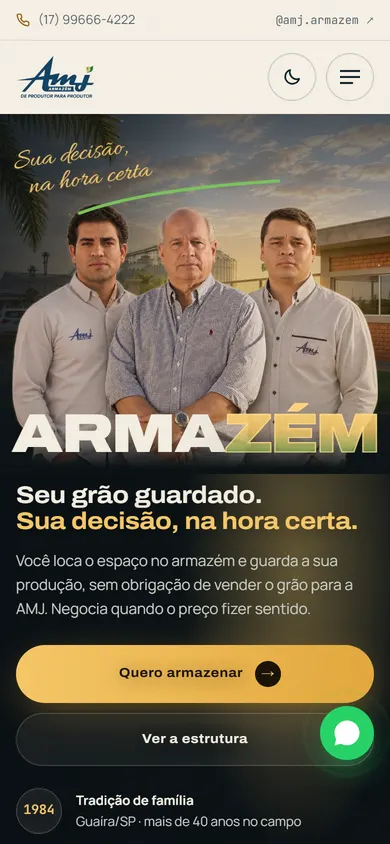 (17) 99666-4222
@amj.armazem ↗
Amj
ARMAZÉM
DE PRODUTOR PARA PRODUTOR
Sua decisão,
na hora certa
Amj
Amj
ARMAZÉM
Seu grão guardado.
Sua decisão, na hora certa.
Você loca o espaço no armazém e guarda a sua
produção, sem obrigação de vender o grão para a
AMJ. Negocia quando o preço fizer sentido.
Quero armazenar →
Ver a estrutura
1984
Tradição de família
Guaíra/SP · mais de 40 anos no campo